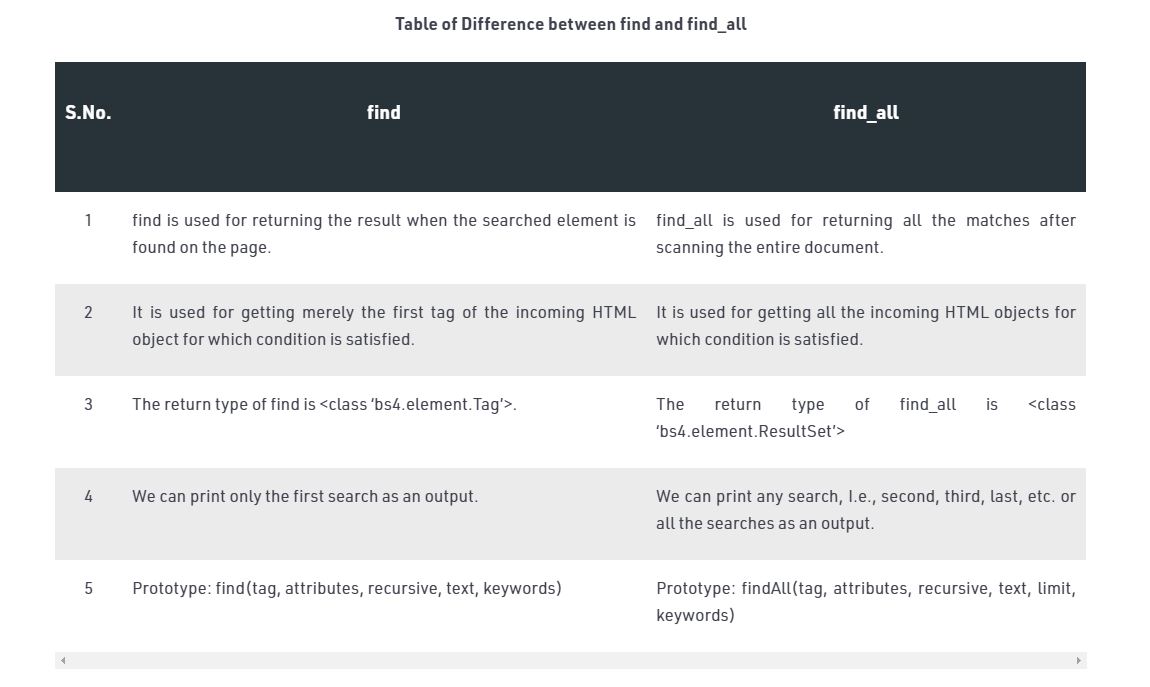 Table of Difference between find and find_all
S.No. find find_all
1 find is used for returning the result when the searched element is
found on the page.
find_all is used for returning all the matches after
scanning the entire document.
2 It is used for getting merely the first tag of the incoming HTML
object for which condition is satisfied.
It is used for getting all the incoming HTML objects for
which condition is satisfied.
3 The return type of find is <class ‘bs4.element.Tag’>.
The return type of find_all is <class
‘bs4.element.ResultSet’>
4 We can print only the first search as an output.
We can print any search, I.e., second, third, last, etc. or
all the searches as an output.
5 Prototype: find(tag, attributes, recursive, text, keywords)
Prototype: findAll(tag, attributes, recursive, text, limit,
keywords)